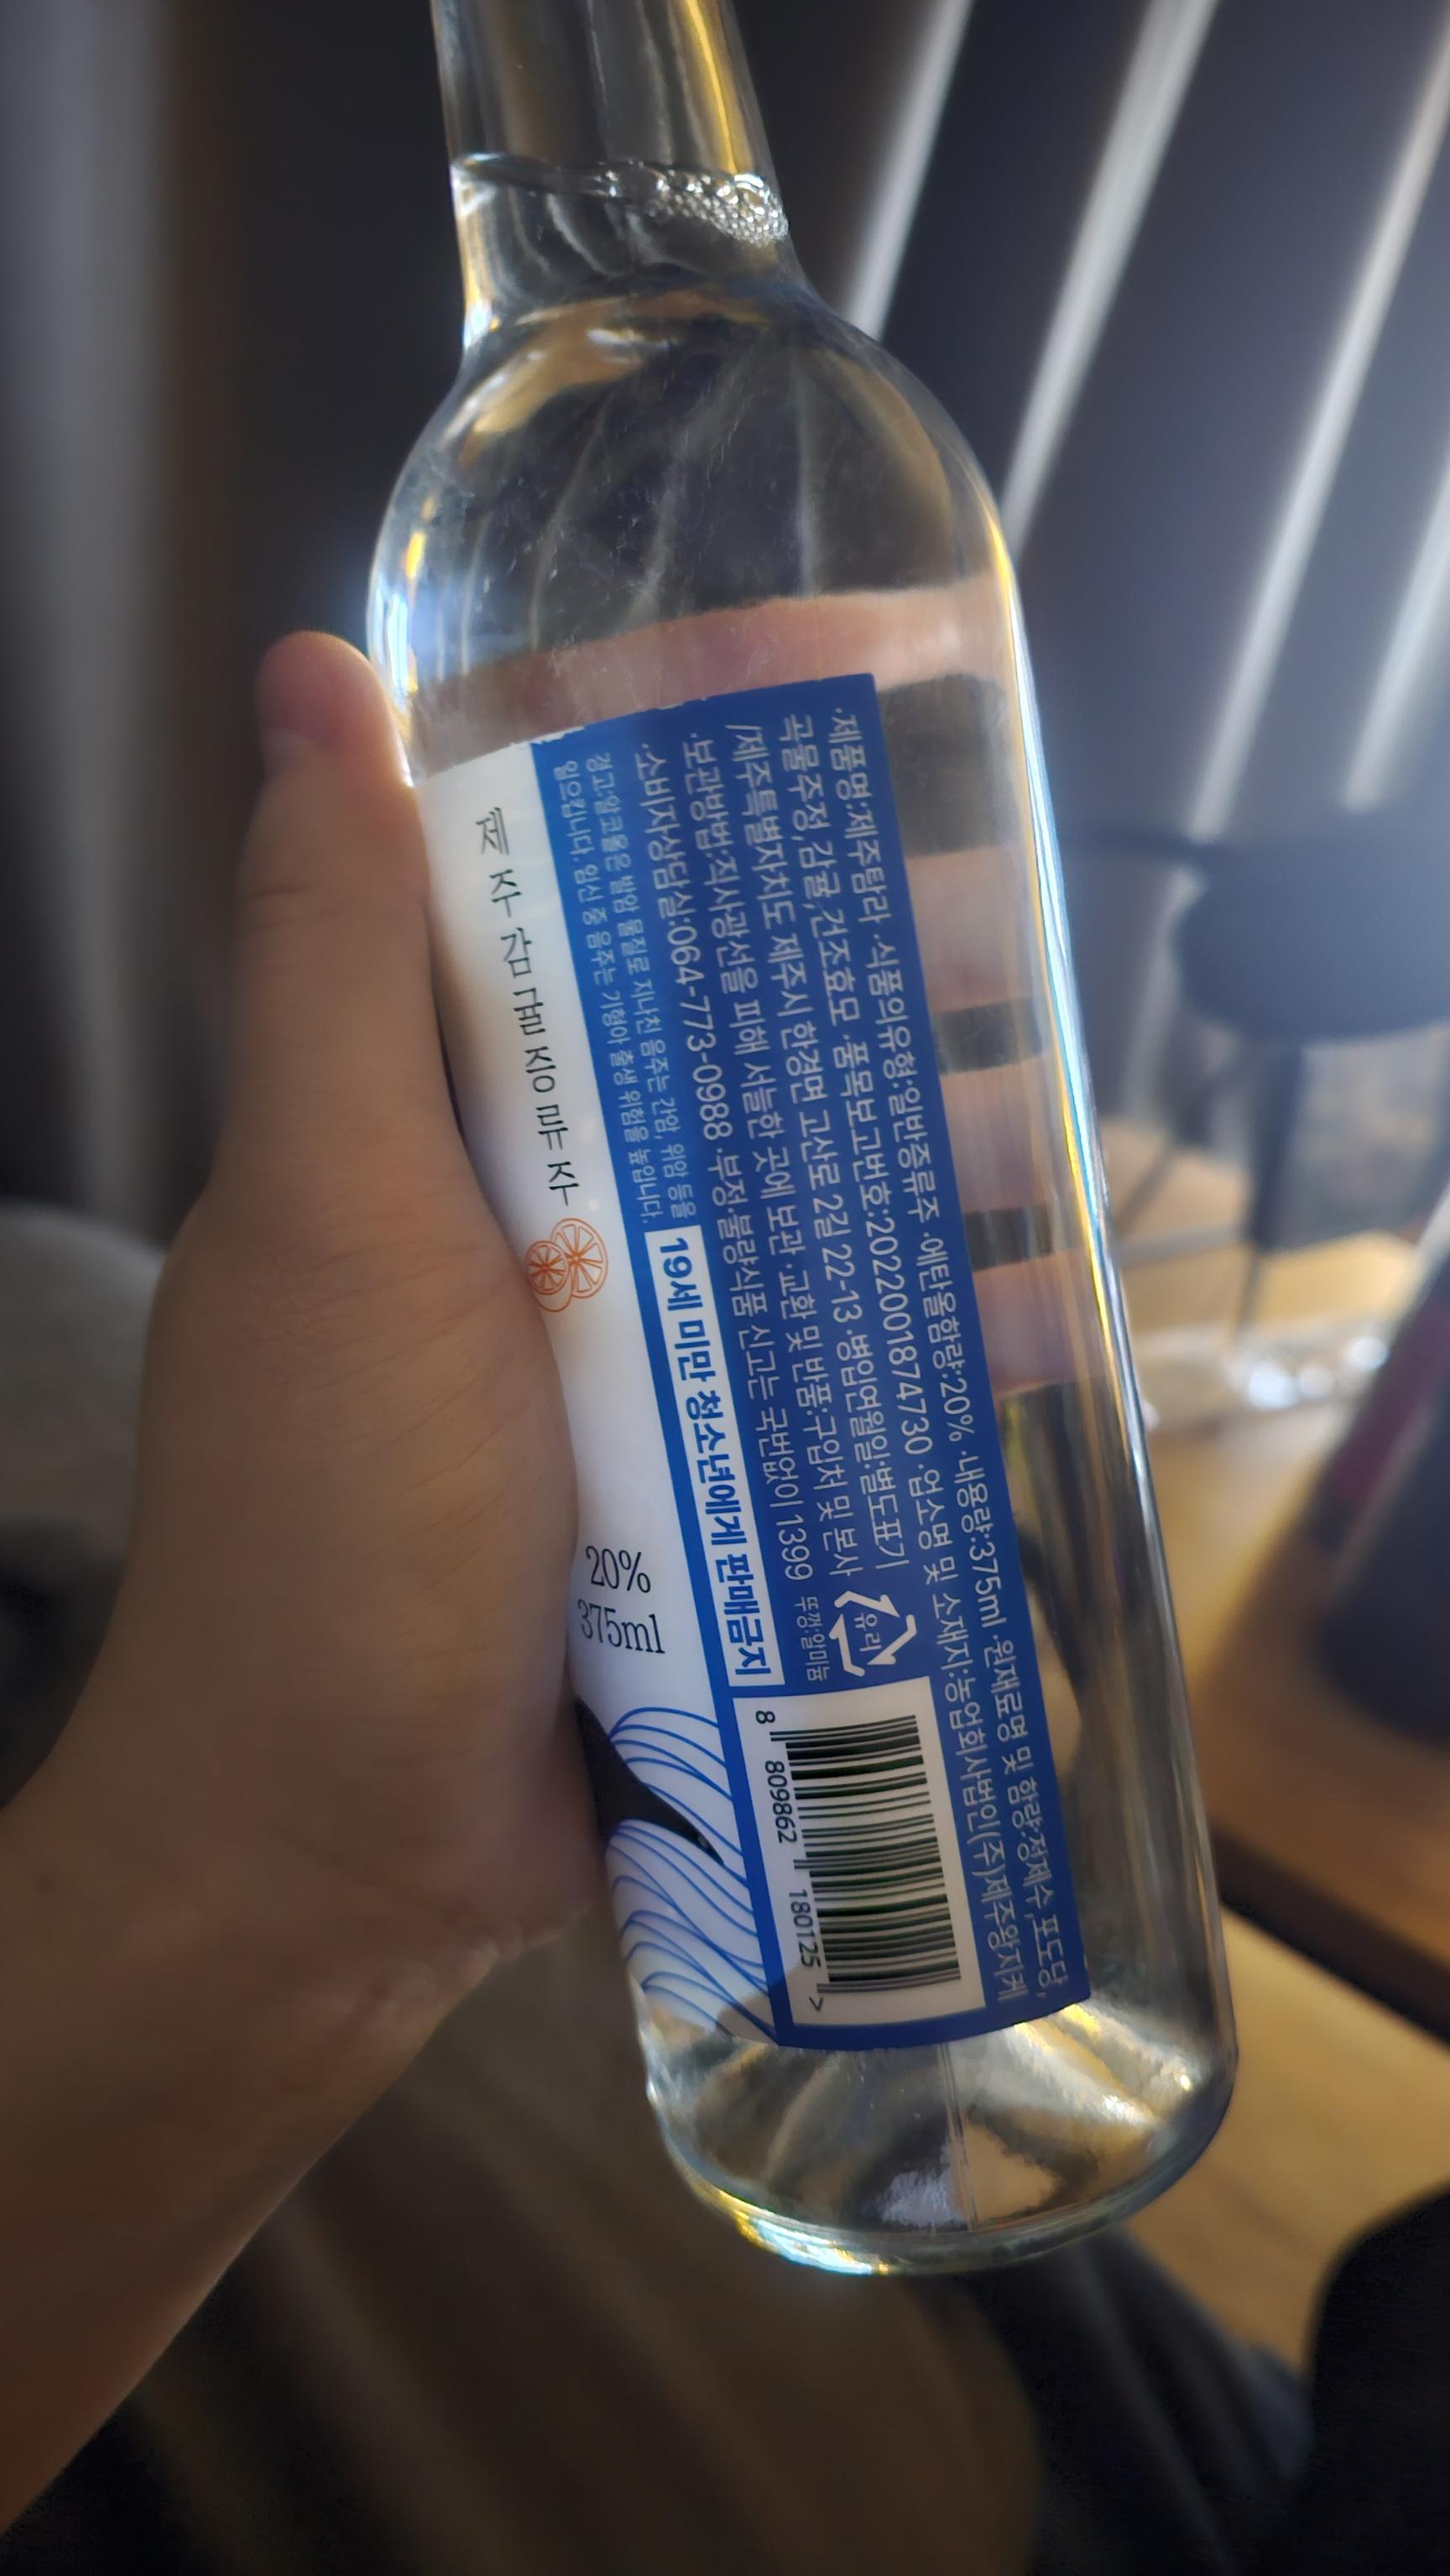 ·제품명:제주탐라 ·식품의유형:일반증류주 ·에탄올함량:20% ·내용량:375ml ·원재료명 및 함량:정제수,포도당,
곡물주정,감귤,건조효모 ·품목보고번호:20220018747​30 ·업소명 및 소재지:농업회사법인(주)제주왕지케
/제주특별자치도 제주시 한경면 고산로 2길 22-13 ·병입연월일:별도표기
·보관방법:직사광선을 피해 서늘한 곳에 보관 ·교환 및 반품:구입처 및 본사
·소비자상담실:064-773-0988 ·부정·불량식품 신고는 국번없이 1399
경고:알코올은 발암 물질로 지나친 음주는 간암, 위암 등을
일으킵니다. 임신 중 음주는 기형아 출생 위험을 높입니다.
19세 미만 청소년에게 판매금지
유리
뚜껑:알미늄
8 809862 180125 >
제주감귤증류주
20%
375ml